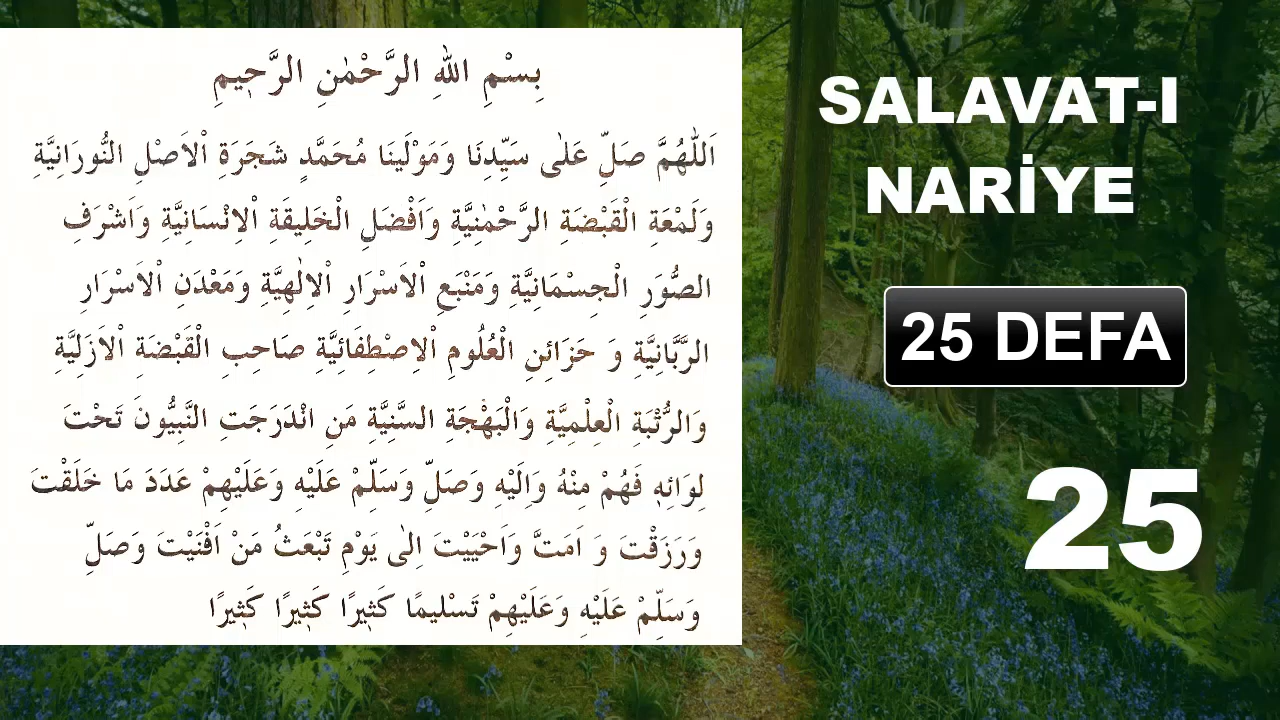 بِسْمِ اللّٰهِ الرَّحْمٰنِ الرَّحِيمِ
اَللّٰهُمَّ صَلِّ عَلٰى سَيِّدِنَا وَمَوْلَينَا مُحَمَّدٍ شَجَرَةِ الْاَصْلِ النُّورَانِيَّةِ
وَلَمْعَةِ الْقَبْضَةِ الرَّحْمٰنِيَّةِ وَاَفْضَلِ الْخَلِيقَةِ الْاِنْسَانِيَّةِ وَاَشْرَفِ
الصُّوَرِ الْجِسْمَانِيَّةِ وَمَنْبَعِ الْاَسْرَارِ الْاِلٰهِيَّةِ وَمَعْدَنِ الْاَسْرَارِ
الرَّبَّانِيَّةِ وَ خَزَائِنِ الْعُلُومِ الْاِصْطِفَائِيَّةِ صَاحِبِ الْقَبْضَةِ الْاَزَلِيَّةِ
وَالرُّتْبَةِ الْعِلْمِيَّةِ وَالْبَهْجَةِ السَّنِيَّةِ مَنِ انْدَرَجَتِ النَّبِيُّونَ تَحْتَ
لِوَائِهِ فَهُمْ مِنْهُ وَاِلَيْهِ وَصَلِّ وَسَلِّمْ عَلَيْهِ وَعَلَيْهِمْ عَدَدَ مَا خَلَقْتَ
وَرَزَقْتَ وَ اَمَتَّ وَاَحْيَيْتَ اِلٰى يَوْمِ تَبْعَثُ مَنْ اَفْنَيْتَ وَصَلِّ
وَسَلِّمْ عَلَيْهِ وَعَلَيْهِمْ تَسْلِيمًا كَثِيرًا كَثِيرًا كَثِيرًا
SALAVAT-I
NARİYE
25 DEFA
25